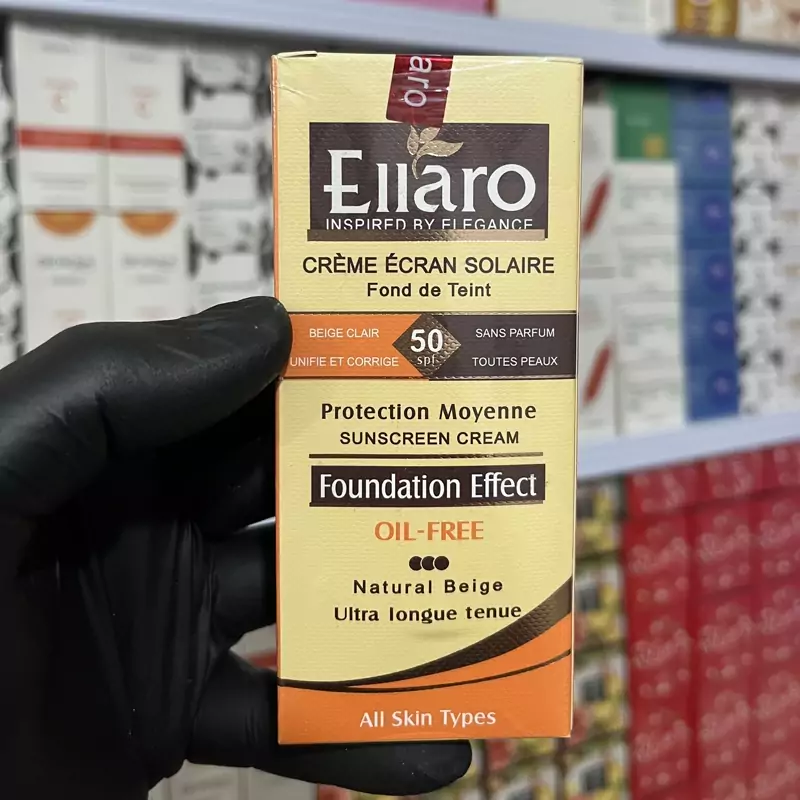 aro
Ellaro
INSPIRED BY ELEGANCE
CRÈME ÉCRAN SOLAIRE
Fond de Teint
BEIGE CLAIR
UNIFIE ET CORRIGE
50
spf
SANS PARFUM
TOUTES PEAUX
Protection Moyenne
SUNSCREEN CREAM
Foundation Effect
OIL-FREE
Natural Beige
Ultra longue tenue
All Skin Types